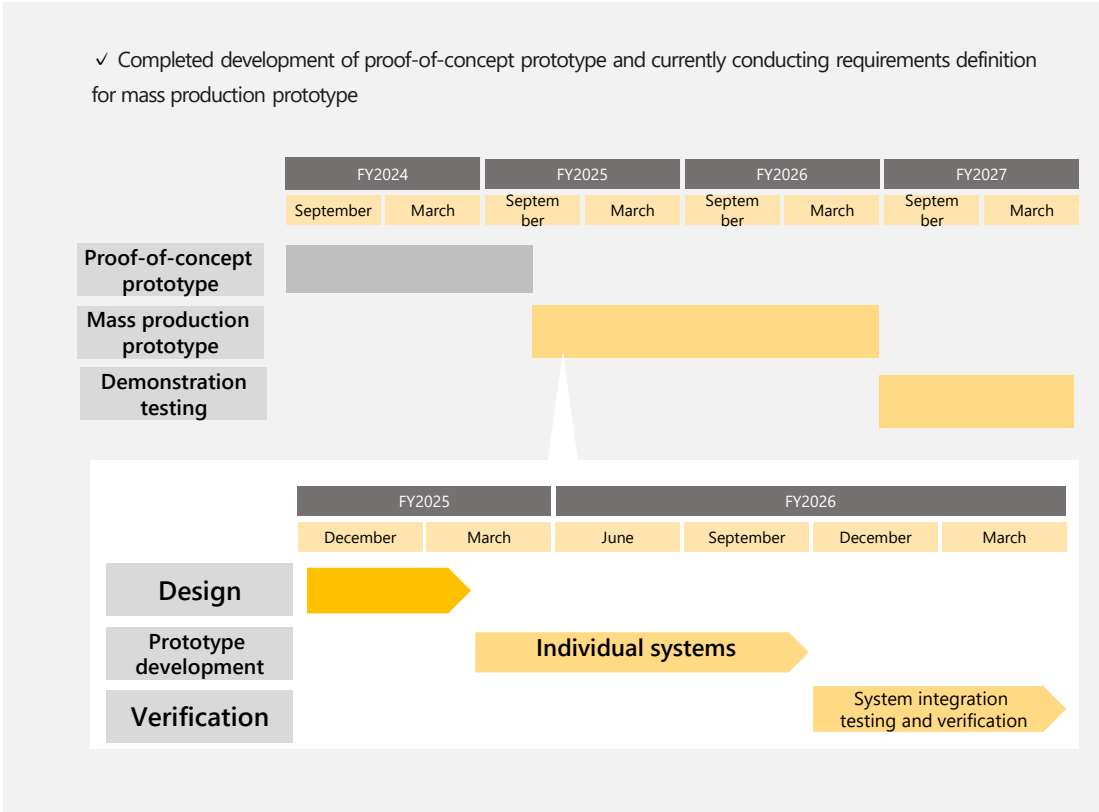 ✓ Completed development of proof-of-concept prototype and currently conducting requirements definition
for mass production prototype
FY2024
FY2025
FY2026
FY2027
September
March
Septem
ber
March
Septem
ber
March
Septem
ber
March
Proof-of-concept
prototype
Mass production
prototype
Demonstration
testing
FY2025
FY2026
December
March
June
September
December
March
Design
Prototype
development
Individual systems
Verification
System integration
testing and verification